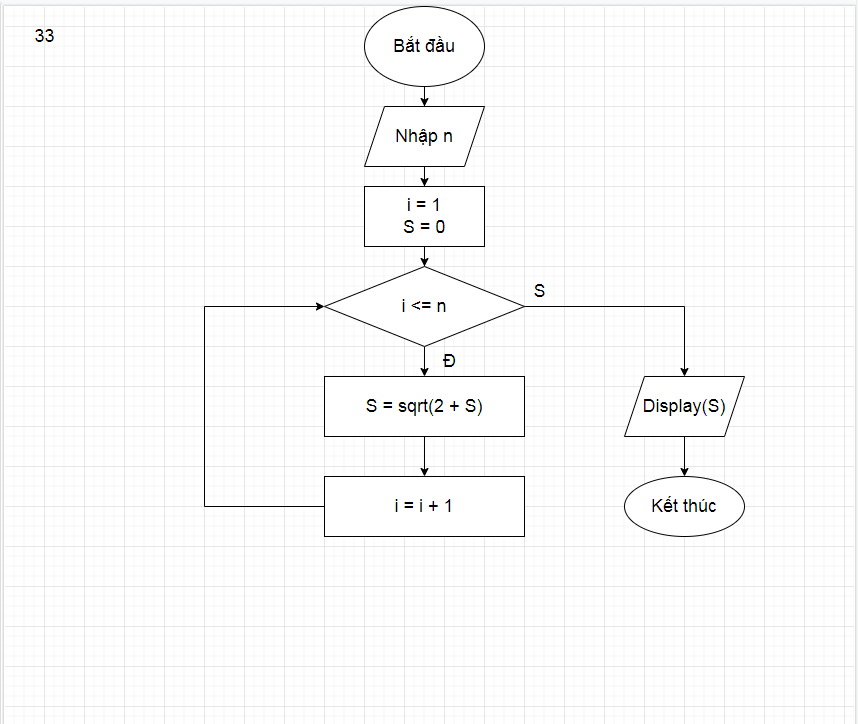 33
Bắt đầu
Nhập n
i = 1
S = 0
i <= n
S
Đ
S = sqrt(2 + S)
Display(S)
i = i + 1
Kết thúc